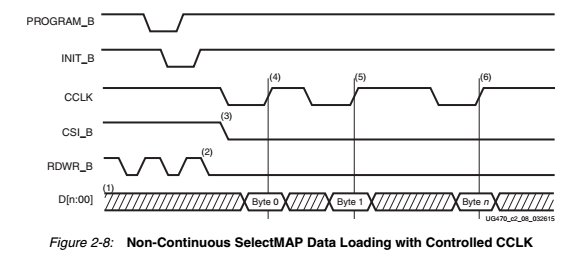 PROGRAM_B
INIT_B
(4) (5) (6)
CCLK
(3)
CSI_B
(2)
RDWR_B
(1)
D[n:00] Byte 0 Byte 1 Byte n
UG470_c2_08_032615
Figure 2-8: Non-Continuous SelectMAP Data Loading with Controlled CCLK